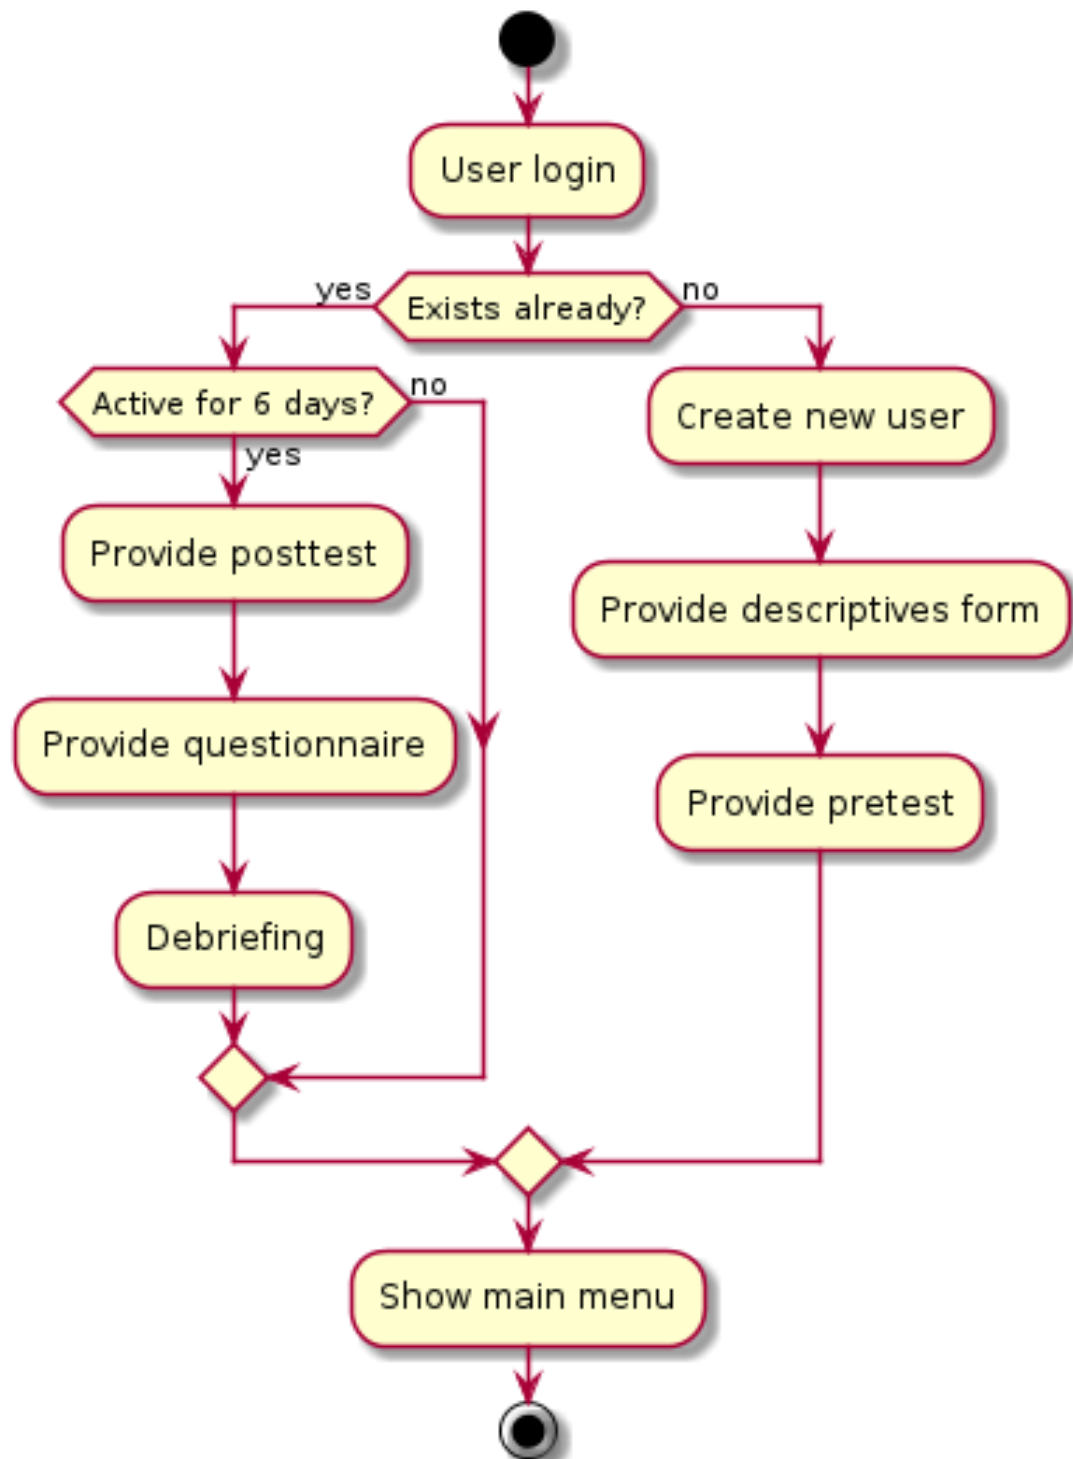 User login
yes
Exists already?
no
Active for 6 days?
no
yes
Create new user
Provide posttest
Provide descriptives form
Provide questionnaire
Provide pretest
Debriefing
Show main menu